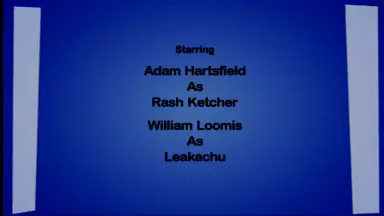 Starring
Adam Hartsfield
As
Rash Ketcher
William Loomis
As
Leakachu